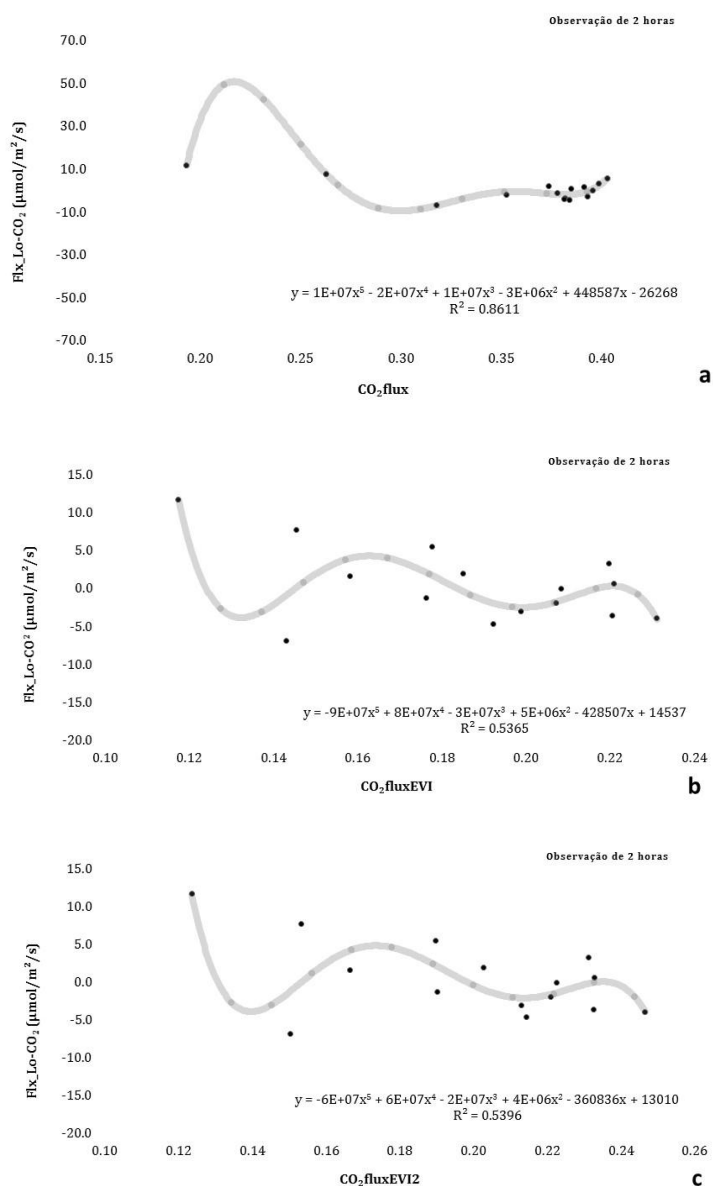 Observação de 2 horas
70.0
50.0
30.0
10.0
-10.0
-30.0
-50.0
-70.0
Flx_Lo-CO₂ (µmol/m²/s)
y = 1E+07x⁵ - 2E+07x⁴ + 1E+07x³ - 3E+06x² + 448587x - 26268
R² = 0.8611
0.15 0.20 0.25 0.30 0.35 0.40
CO₂flux
a
Observação de 2 horas
15.0
10.0
5.0
0.0
-5.0
-10.0
-15.0
-20.0
Flx_Lo-CO² (µmol/m²/s)
y = -9E+07x⁵ + 8E+07x⁴ - 3E+07x³ + 5E+06x² - 428507x + 14537
R² = 0.5365
0.10 0.12 0.14 0.16 0.18 0.20 0.22 0.24
CO₂fluxEVI
b
Observação de 2 horas
15.0
10.0
5.0
0.0
-5.0
-10.0
-15.0
-20.0
Flx_Lo-CO₂ (µmol/m²/s)
y = -6E+07x⁵ + 6E+07x⁴ - 2E+07x³ + 4E+06x² - 360836x + 13010
R² = 0.5396
0.10 0.12 0.14 0.16 0.18 0.20 0.22 0.24 0.26
CO₂fluxEVI2
c